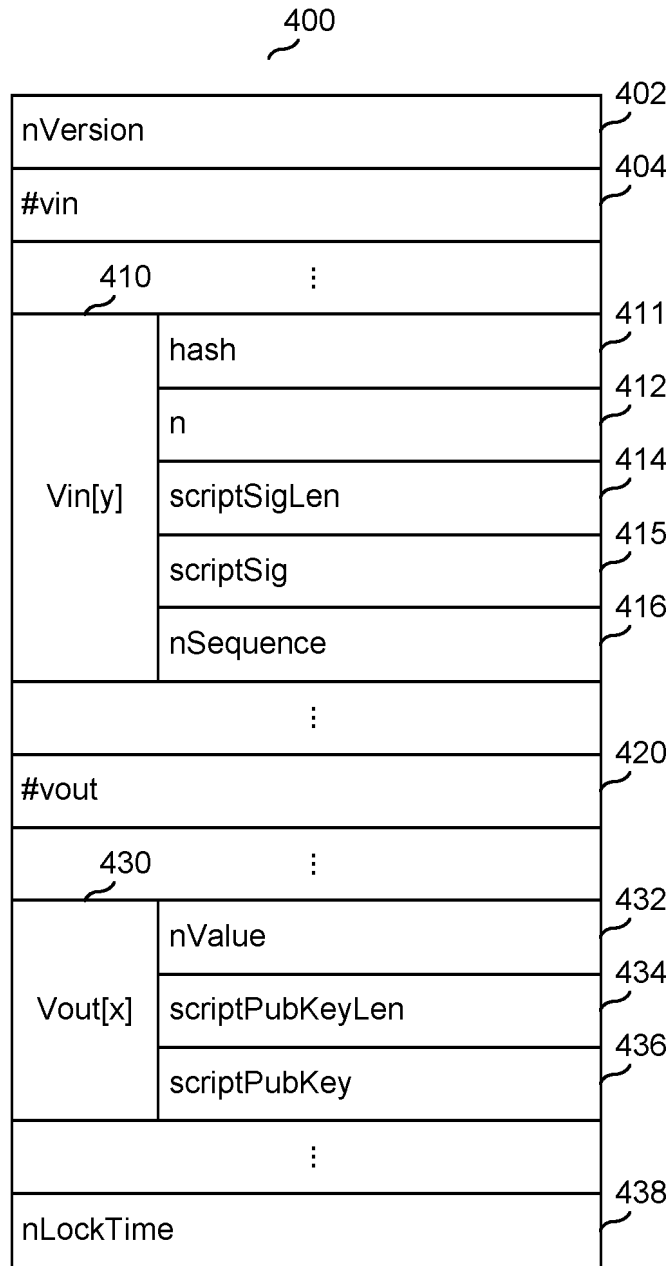 400
402
nVersion
404
#vin
410
⋮
411
hash
412
n
Vin[y]
414
scriptSigLen
415
scriptSig
416
nSequence
⋮
420
#vout
430
⋮
432
nValue
Vout[x]
434
scriptPubKeyLen
436
scriptPubKey
⋮
438
nLockTime